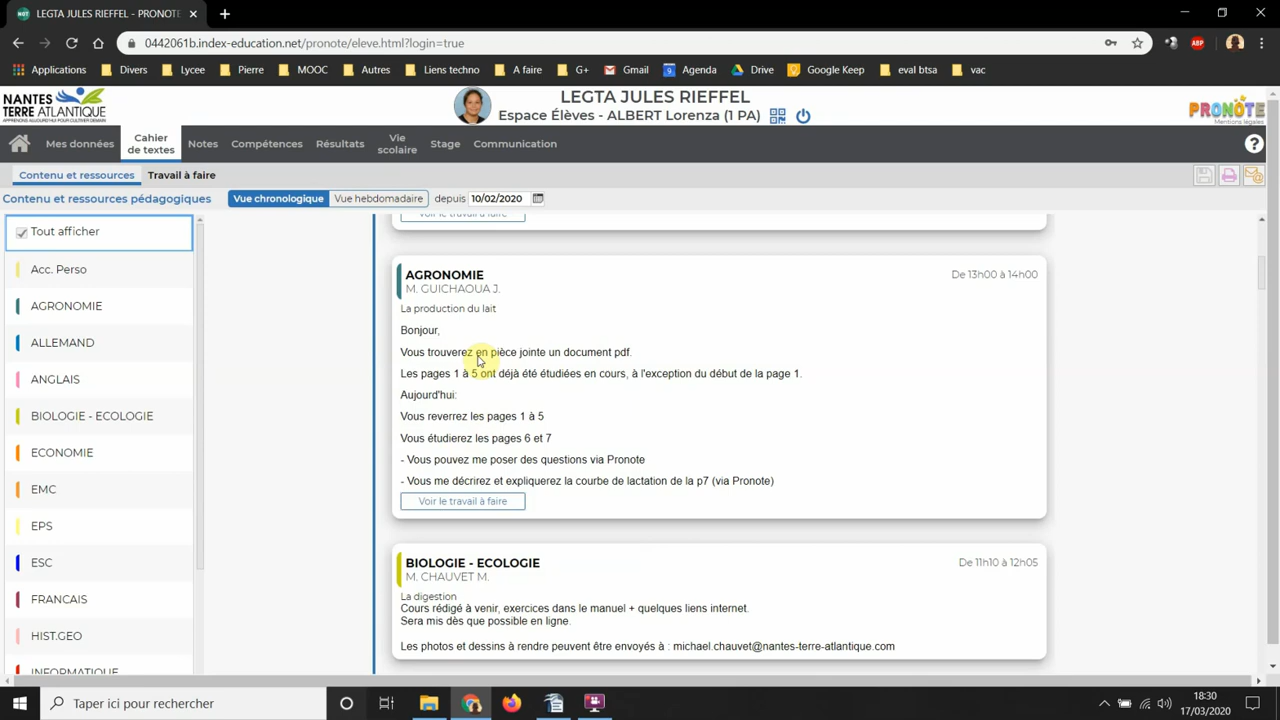 LEGTA JULES RIEFFEL - PRONOTE
0442061b.index-education.net/pronote/eleve.html?login=true
Applications Divers Lycee Pierre MOOC Autres Liens techno A faire G+ Gmail Agenda Drive Google Keep eval btsa vac
NANTES
TERRE ATLANTIQUE
LEGTA JULES RIEFFEL
Espace Élèves - ALBERT Lorenza (1 PA)
PRONOTE
Mentions légales
Mes données
Cahier de textes
Notes
Compétences
Résultats
Vie scolaire
Stage
Communication
?
Contenu et ressources Travail à faire
Contenu et ressources pédagogiques Vue chronologique Vue hebdomadaire depuis 10/02/2020
Tout afficher
Acc. Perso
AGRONOMIE
ALLEMAND
ANGLAIS
BIOLOGIE - ECOLOGIE
ECONOMIE
EMC
EPS
ESC
FRANCAIS
HIST.GEO
INFORMATIQUE
Voir le travail à faire
AGRONOMIE De 13h00 à 14h00
M. GUICHAOUA J.
La production du lait
Bonjour,
Vous trouverez en pièce jointe un document pdf.
Les pages 1 à 5 ont déjà été étudiées en cours, à l'exception du début de la page 1.
Aujourd'hui:
Vous reverrez les pages 1 à 5
Vous étudierez les pages 6 et 7
- Vous pouvez me poser des questions via Pronote
- Vous me décrirez et expliquerez la courbe de lactation de la p7 (via Pronote)
Voir le travail à faire
BIOLOGIE - ECOLOGIE De 11h10 à 12h05
M. CHAUVET M.
La digestion
Cours rédigé à venir, exercices dans le manuel + quelques liens internet.
Sera mis dès que possible en ligne.
Les photos et dessins à rendre peuvent être envoyés à : michael.chauvet@nantes-terre-atlantique.com
Taper ici pour rechercher
18:30
17/03/2020